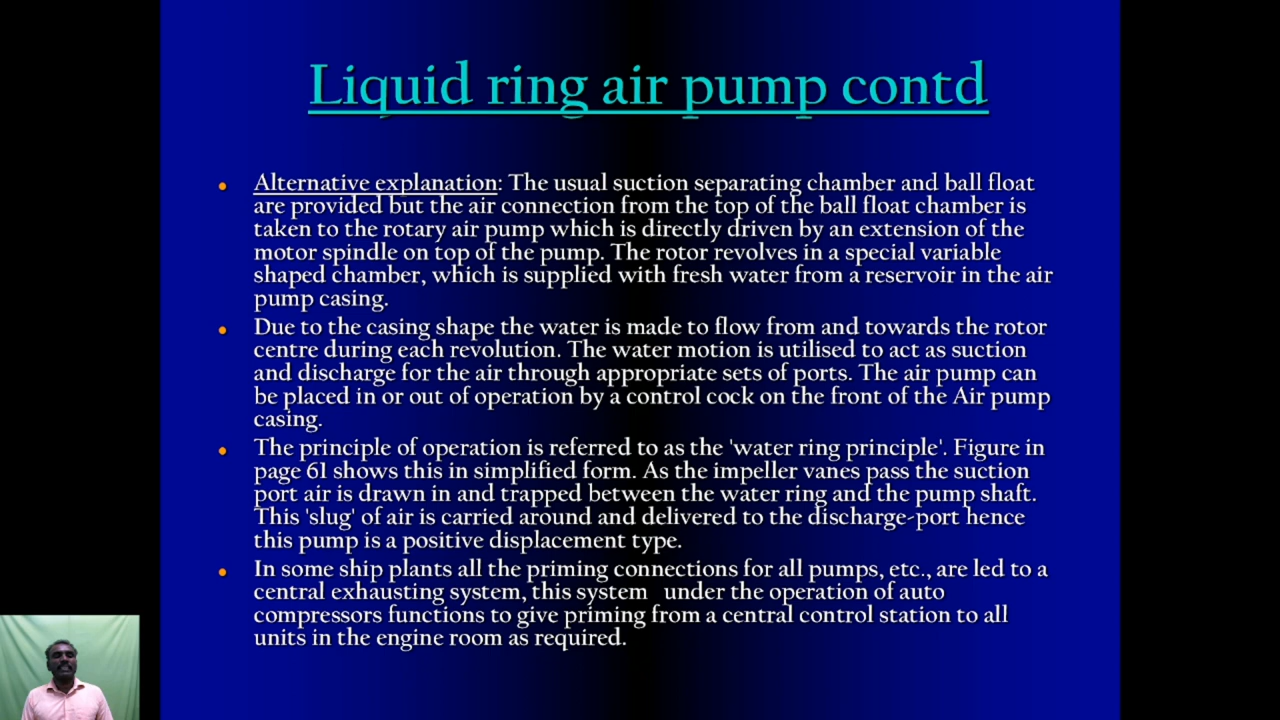 Liquid ring air pump contd
Alternative explanation: The usual suction separating chamber and ball float
are provided but the air connection from the top of the ball float chamber is
taken to the rotary air pump which is directly driven by an extension of the
motor spindle on top of the pump. The rotor revolves in a special variable
shaped chamber, which is supplied with fresh water from a reservoir in the air
pump casing.
Due to the casing shape the water is made to flow from and towards the rotor
centre during each revolution. The water motion is utilised to act as suction
and discharge for the air through appropriate sets of ports. The air pump can
be placed in or out of operation by a control cock on the front of the Air pump
casing.
The principle of operation is referred to as the 'water ring principle'. Figure in
page 61 shows this in simplified form. As the impeller vanes pass the suction
port air is drawn in and trapped between the water ring and the pump shaft.
This 'slug' of air is carried around and delivered to the discharge-port hence
this pump is a positive displacement type.
In some ship plants all the priming connections for all pumps, etc., are led to a
central exhausting system, this system under the operation of auto
compressors functions to give priming from a central control station to all
units in the engine room as required.